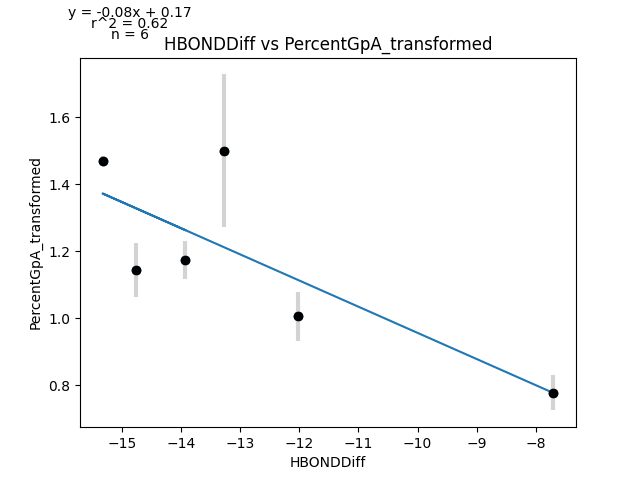 y = -0.08x + 0.17
r^2 = 0.62
n = 6
HBONDDiff vs PercentGpA_transformed
PercentGpA_transformed
1.6
1.4
1.2
1.0
0.8
−15
−14
−13
−12
−11
−10
−9
−8
HBONDDiff